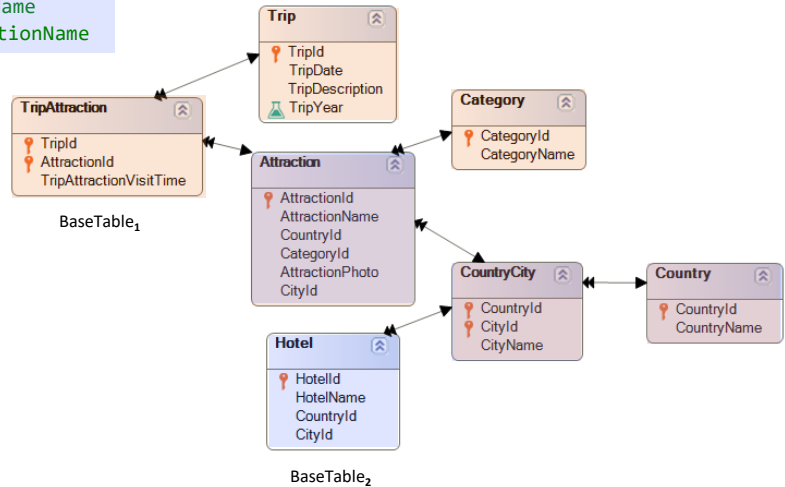 ame
tionName
Trip
TripId
TripDate
TripDescription
TripYear
TripAttraction
TripId
AttractionId
TripAttractionVisitTime
BaseTable₁
Category
CategoryId
CategoryName
Attraction
AttractionId
AttractionName
CountryId
CategoryId
AttractionPhoto
CityId
CountryCity
CountryId
CityId
CityName
Country
CountryId
CountryName
Hotel
HotelId
HotelName
CountryId
CityId
BaseTable₂